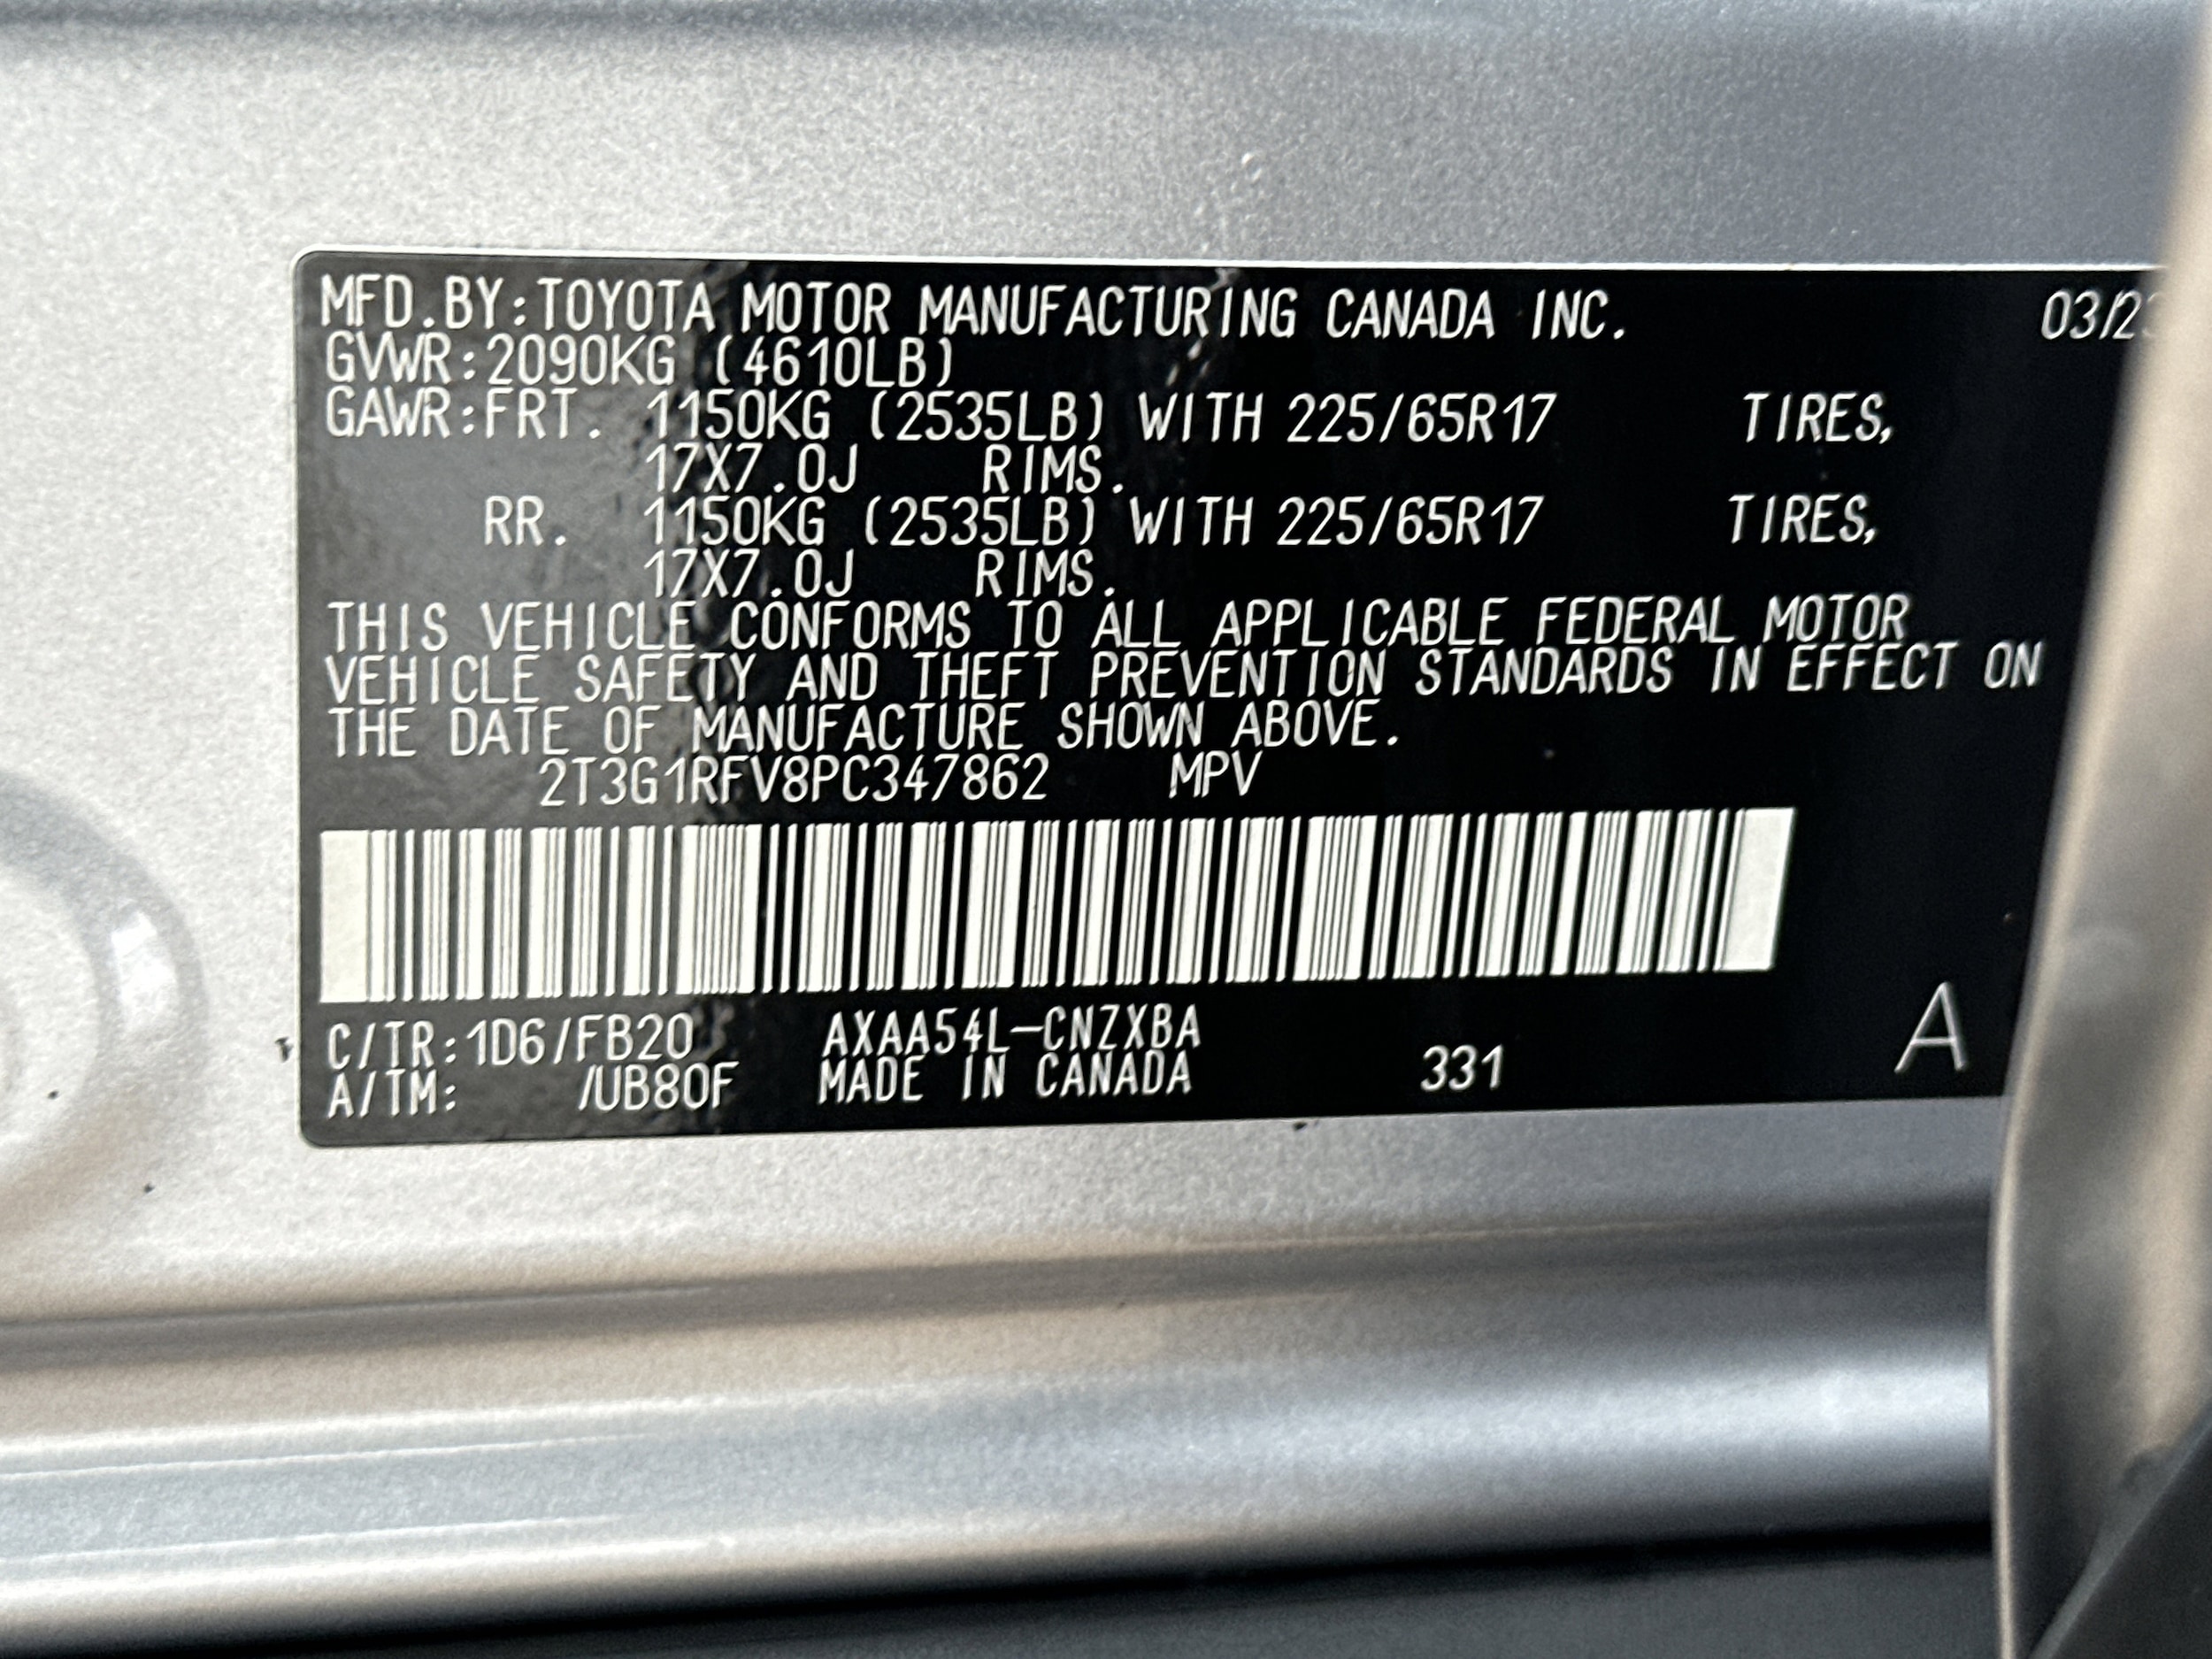 MFD.BY:TOYOTA MOTOR MANUFACTURING CANADA INC. 03/23
GVWR:2090KG (4610LB)
GAWR:FRT. 1150KG (2535LB) WITH 225/65R17 TIRES,
17X7.0J RIMS.
RR. 1150KG (2535LB) WITH 225/65R17 TIRES,
17X7.0J RIMS.
THIS VEHICLE CONFORMS TO ALL APPLICABLE FEDERAL MOTOR
VEHICLE SAFETY AND THEFT PREVENTION STANDARDS IN EFFECT ON
THE DATE OF MANUFACTURE SHOWN ABOVE.
2T3G1RFV8PC347862 MPV
C/TR:1D6/FB20 AXAA54L-CNZXBA
A/TM: /UB80F MADE IN CANADA 331 A